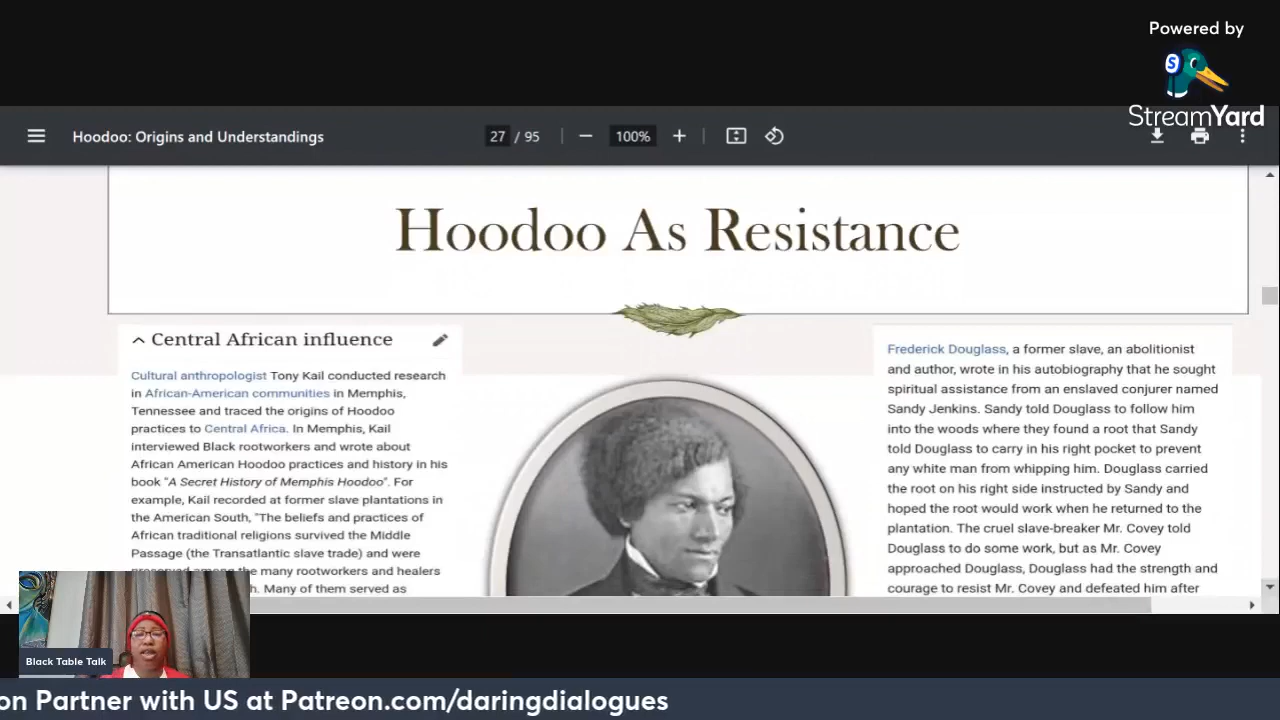 Powered by
StreamYard
Hoodoo: Origins and Understandings
27 / 95
100%
Hoodoo As Resistance
Central African influence
Cultural anthropologist Tony Kail conducted research
in African-American communities in Memphis,
Tennessee and traced the origins of Hoodoo
practices to Central Africa. In Memphis, Kail
interviewed Black rootworkers and wrote about
African American Hoodoo practices and history in his
book "A Secret History of Memphis Hoodoo". For
example, Kail recorded at former slave plantations in
the American South, "The beliefs and practices of
African traditional religions survived the Middle
Passage (the Transatlantic slave trade) and were
preserved among the many rootworkers and healers
Many of them served as
Frederick Douglass, a former slave, an abolitionist
and author, wrote in his autobiography that he sought
spiritual assistance from an enslaved conjurer named
Sandy Jenkins. Sandy told Douglass to follow him
into the woods where they found a root that Sandy
told Douglass to carry in his right pocket to prevent
any white man from whipping him. Douglass carried
the root on his right side instructed by Sandy and
hoped the root would work when he returned to the
plantation. The cruel slave-breaker Mr. Covey told
Douglass to do some work, but as Mr. Covey
approached Douglass, Douglass had the strength and
courage to resist Mr. Covey and defeated him after
Black Table Talk
on Partner with US at Patreon.com/daringdialogues